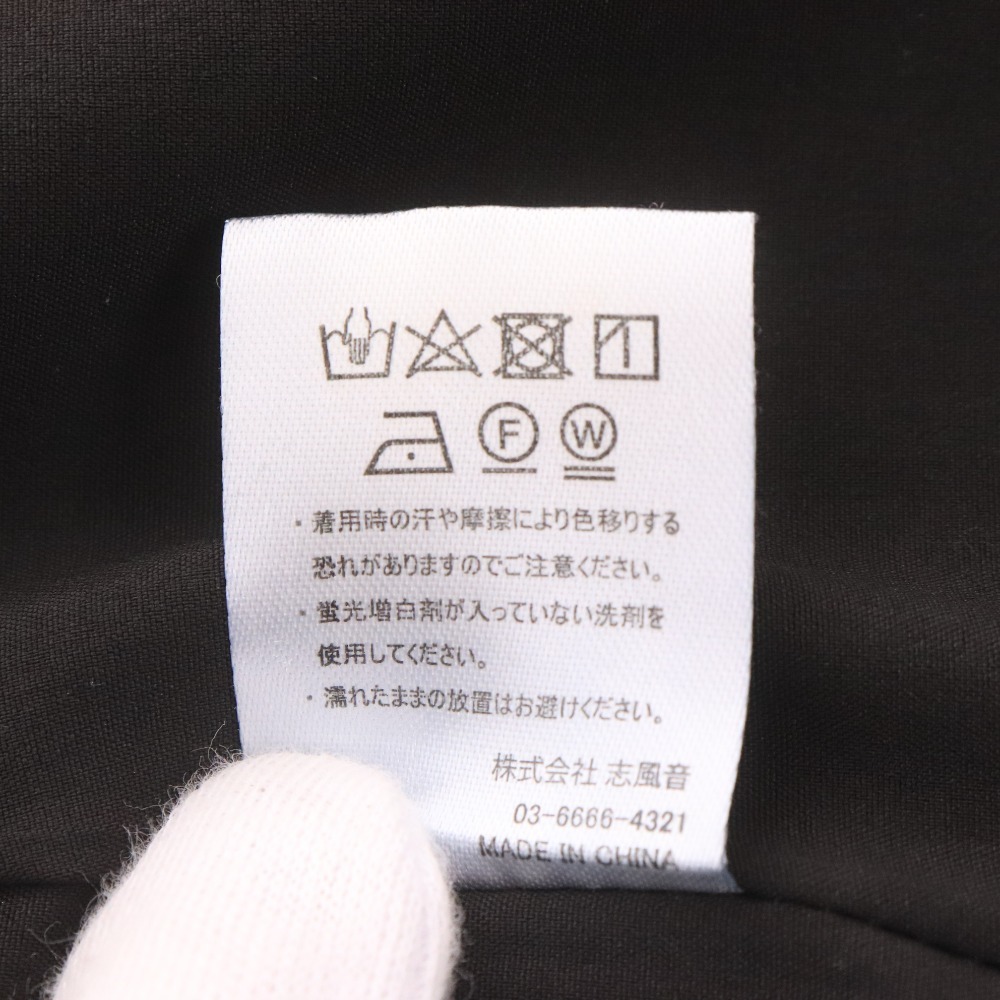 F W
・着用時の汗や摩擦により色移りする
恐れがありますのでご注意ください。
・蛍光増白剤が入っていない洗剤を
使用してください。
・濡れたままの放置はお避けください。
株式会社 志風音
03-6666-4321
MADE IN CHINA